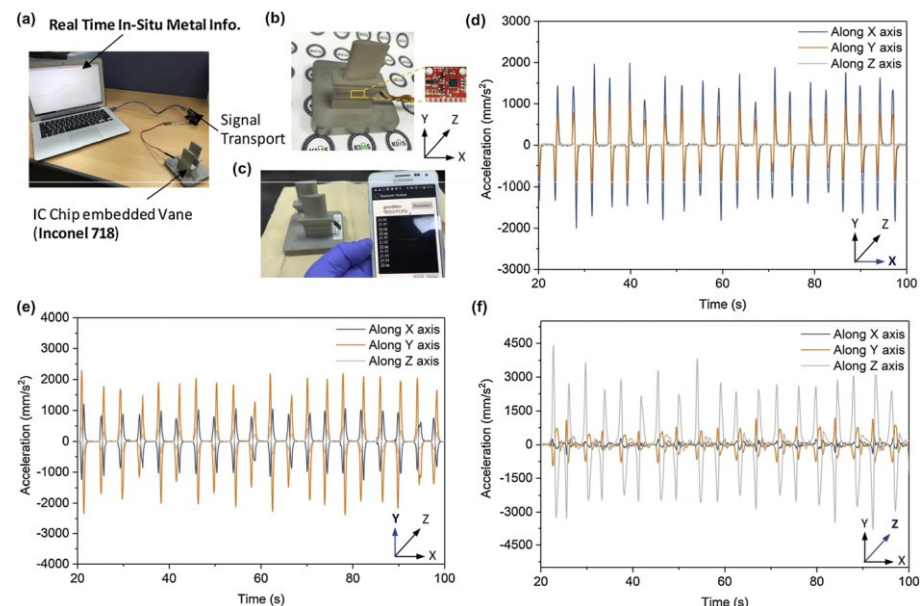 (a)
Real Time In-Situ Metal Info.
Signal
Transport
IC Chip embedded Vane
(Inconel 718)
(b)
KIMS
Y
Z
X
(c)
(d)
Acceleration (mm/s²)
3000
2000
1000
0
-1000
-2000
-3000
Along X axis
Along Y axis
Along Z axis
Y
Z
X
20
40
60
80
100
Time (s)
(e)
Acceleration (mm/s²)
4000
3000
2000
1000
0
-1000
-2000
-3000
-4000
Along X axis
Along Y axis
Along Z axis
Y
Z
X
20
40
60
80
100
Time (s)
(f)
Acceleration (mm/s²)
4500
3000
1500
0
-1500
-3000
-4500
Along X axis
Along Y axis
Along Z axis
Y
Z
X
20
40
60
80
100
Time (s)